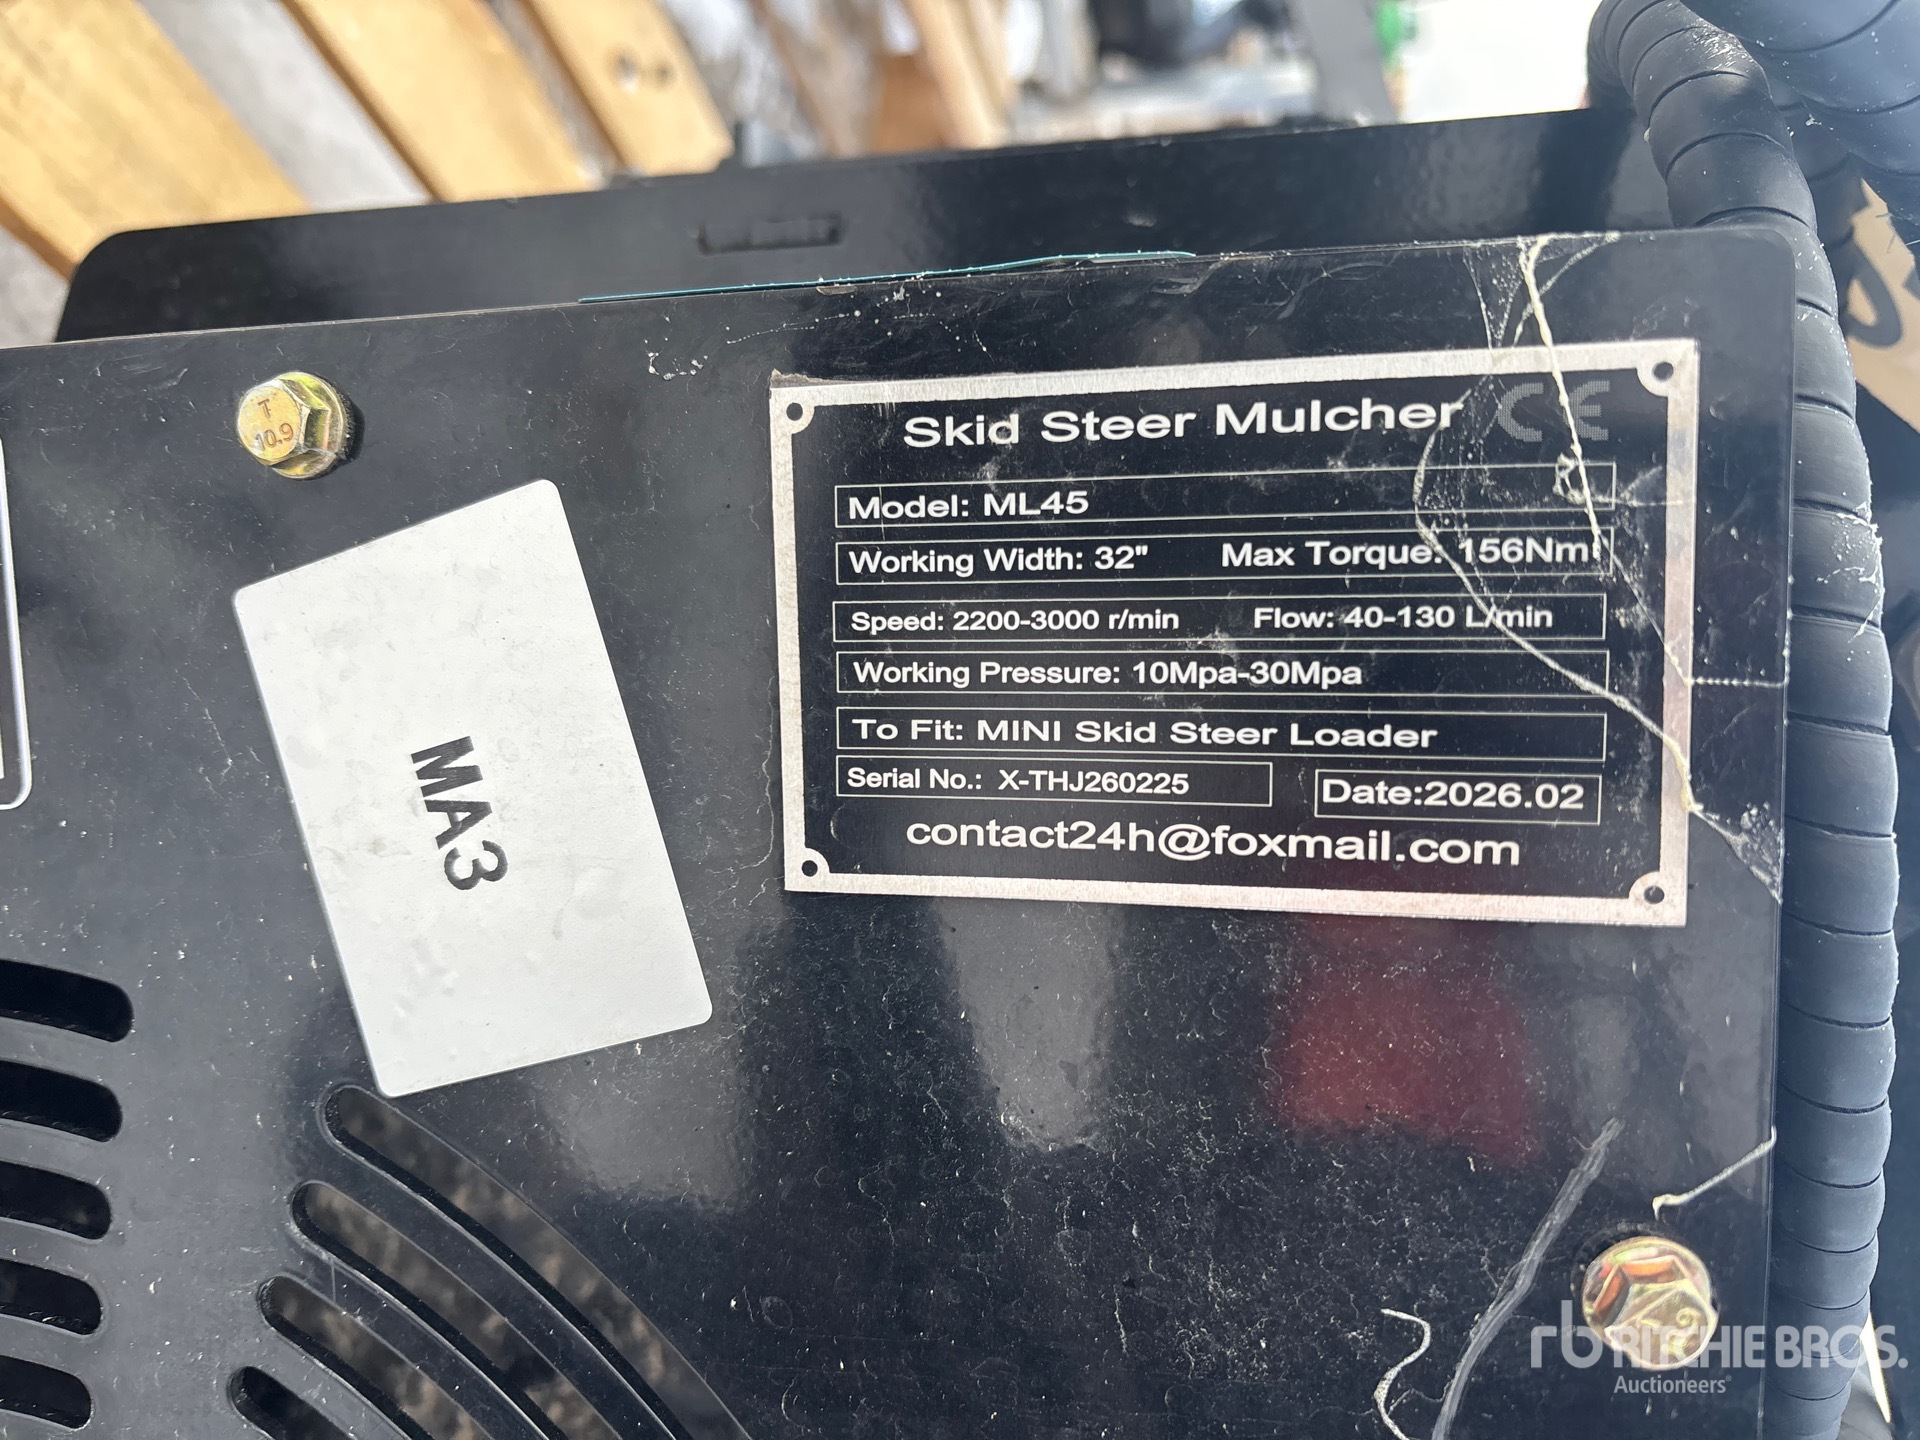 T
10.9
Skid Steer Mulcher CE
Model: ML45
Working Width: 32" Max Torque: 156Nm
Speed: 2200-3000 r/min Flow: 40-130 L/min
Working Pressure: 10Mpa-30Mpa
To Fit: MINI Skid Steer Loader
Serial No.: X-THJ260225 Date:2026.02
contact24h@foxmail.com
MA3
rb RITCHIE BROS.
Auctioneers